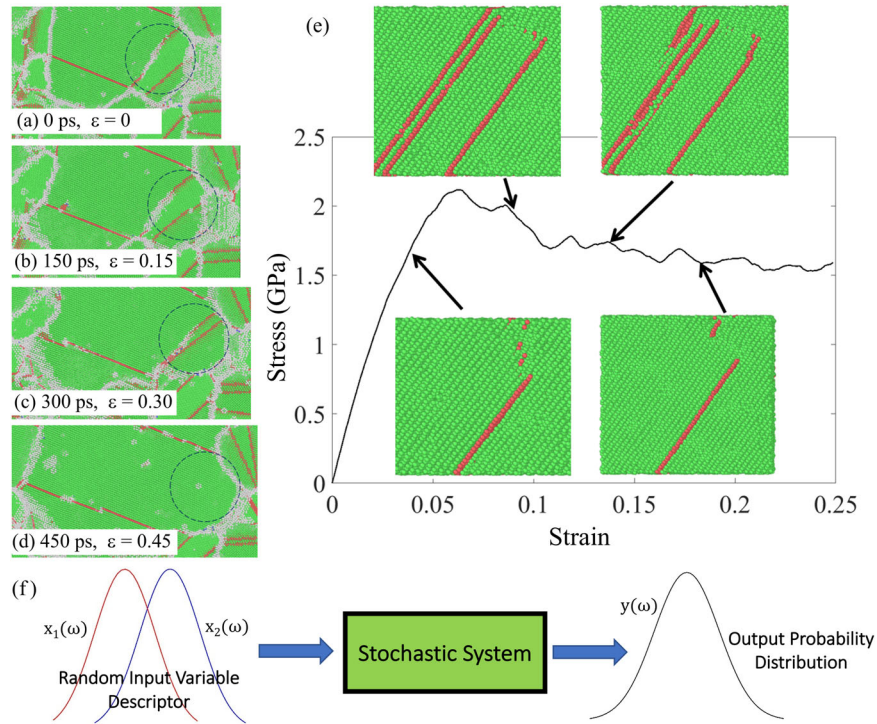 (a) 0 ps, ε = 0
(b) 150 ps, ε = 0.15
(c) 300 ps, ε = 0.30
(d) 450 ps, ε = 0.45
(e)
Stress (GPa)
2.5
2
1.5
1
0.5
0
0
0.05
0.1
0.15
0.2
0.25
Strain
(f)
x₁(ω)
x₂(ω)
Random Input Variable
Descriptor
Stochastic System
y(ω)
Output Probability
Distribution